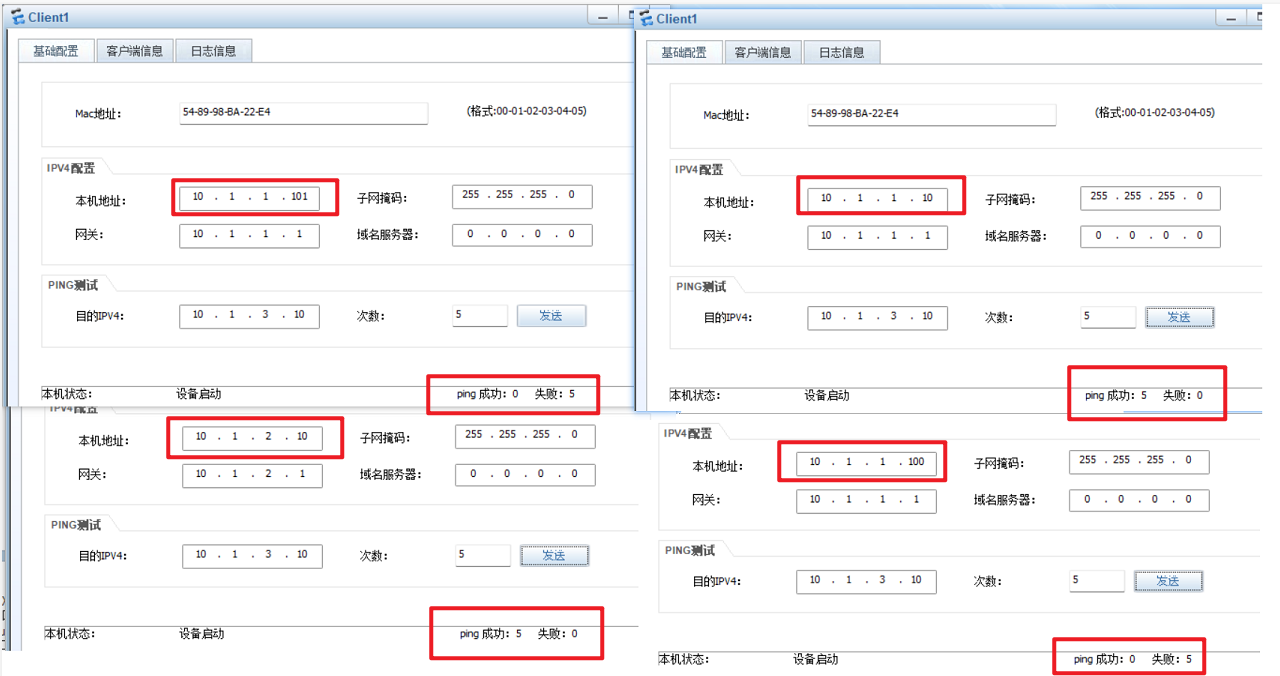 Client1
基础配置 客户端信息 日志信息
Mac地址: 54-89-98-BA-22-E4 (格式:00-01-02-03-04-05)
IPV4配置
本机地址: 10 . 1 . 1 . 101 子网掩码: 255 . 255 . 255 . 0
网关: 10 . 1 . 1 . 1 域名服务器: 0 . 0 . 0 . 0
PING测试
目的IPV4: 10 . 1 . 3 . 10 次数: 5 发送
本机状态: 设备启动 ping 成功: 0 失败: 5
Client1
基础配置 客户端信息 日志信息
Mac地址: 54-89-98-BA-22-E4 (格式:00-01-02-03-04-05)
IPV4配置
本机地址: 10 . 1 . 1 . 10 子网掩码: 255 . 255 . 255 . 0
网关: 10 . 1 . 1 . 1 域名服务器: 0 . 0 . 0 . 0
PING测试
目的IPV4: 10 . 1 . 3 . 10 次数: 5 发送
本机状态: 设备启动 ping 成功: 5 失败: 0
IPV4配置
本机地址: 10 . 1 . 2 . 10 子网掩码: 255 . 255 . 255 . 0
网关: 10 . 1 . 2 . 1 域名服务器: 0 . 0 . 0 . 0
PING测试
目的IPV4: 10 . 1 . 3 . 10 次数: 5 发送
本机状态: 设备启动 ping 成功: 5 失败: 0
IPV4配置
本机地址: 10 . 1 . 1 . 100 子网掩码: 255 . 255 . 255 . 0
网关: 10 . 1 . 1 . 1 域名服务器: 0 . 0 . 0 . 0
PING测试
目的IPV4: 10 . 1 . 3 . 10 次数: 5 发送
本机状态: 设备启动 ping 成功: 0 失败: 5